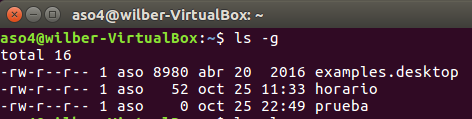 aso4@wilber-VirtualBox: ~
aso4@wilber-VirtualBox:~$ ls -g
total 16
-rw-r--r-- 1 aso 8980 abr 20  2016 examples.desktop
-rw-r--r-- 1 aso   52 oct 25 11:33 horario
-rw-r--r-- 1 aso    0 oct 25 22:49 prueba